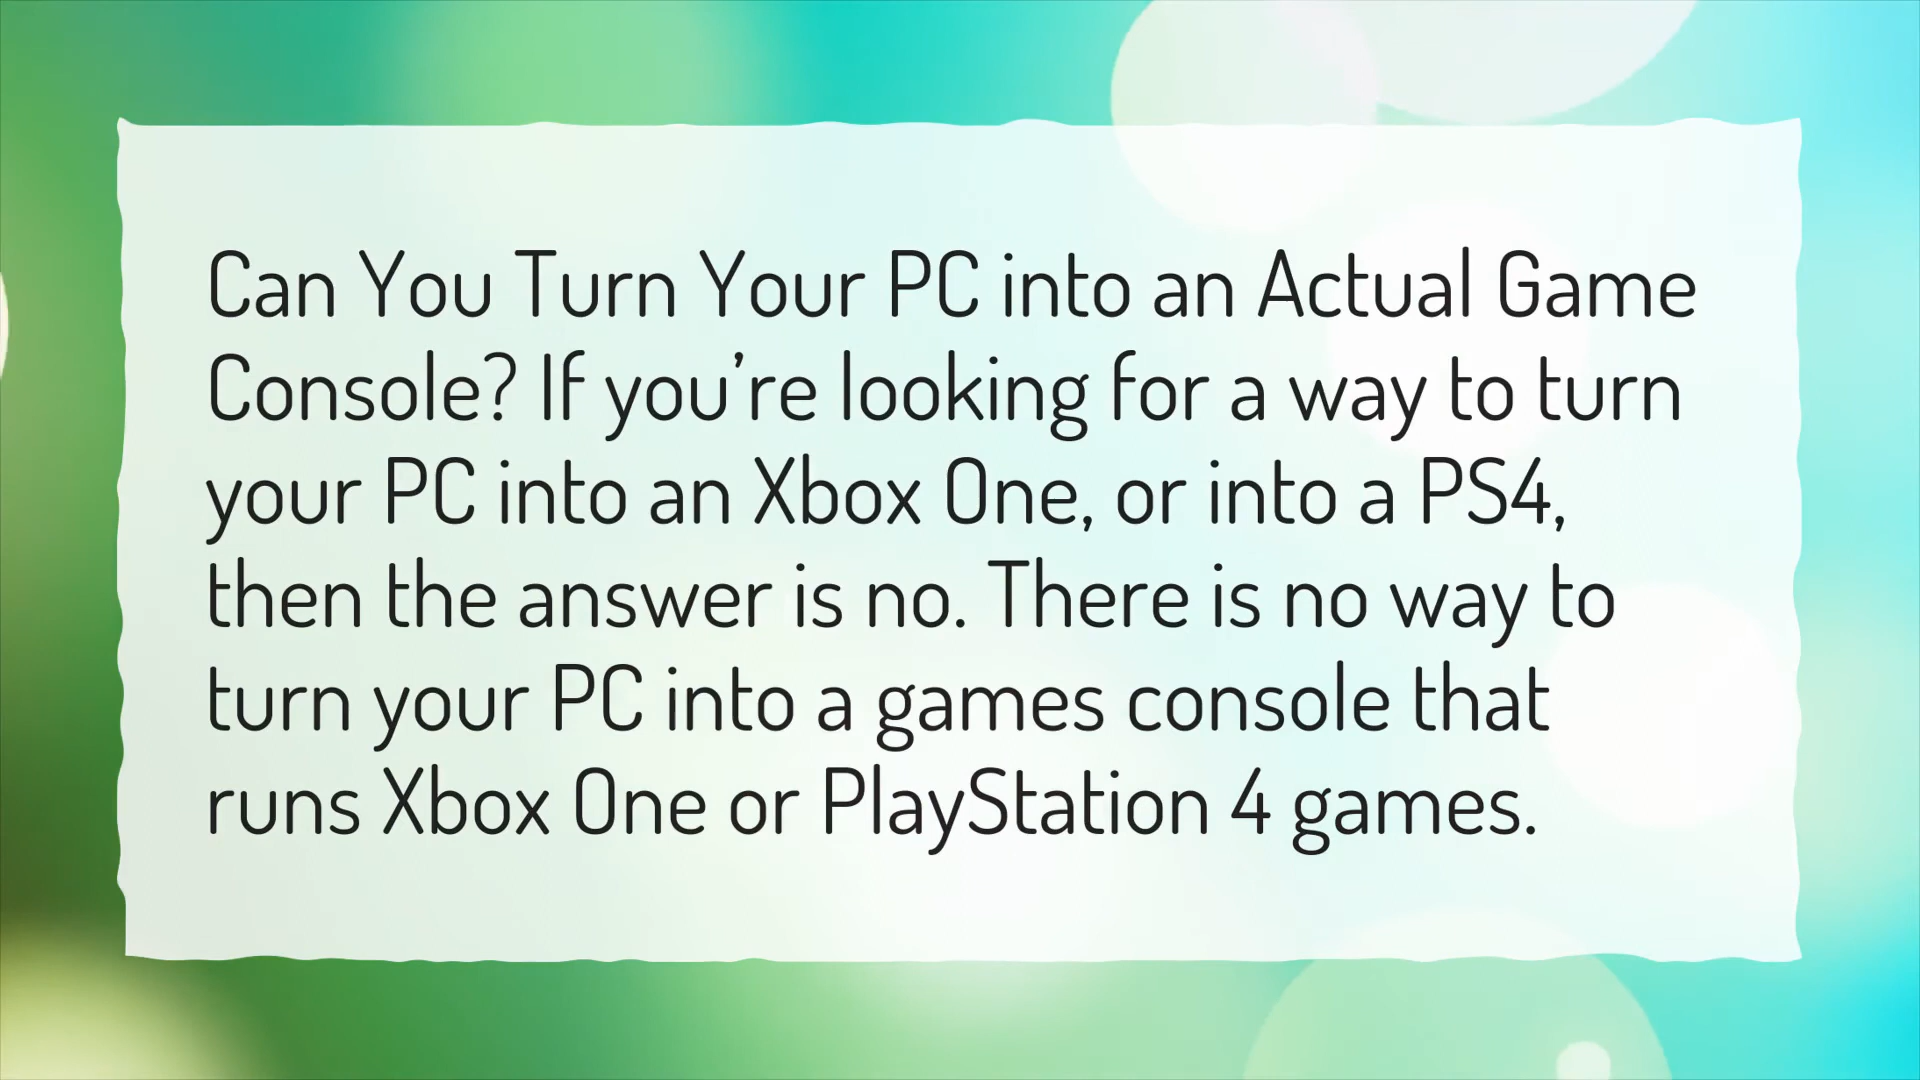 Can You Turn Your PC into an Actual Game
Console? If you’re looking for a way to turn
your PC into an Xbox One, or into a PS4,
then the answer is no. There is no way to
turn your PC into a games console that
runs Xbox One or PlayStation 4 games.